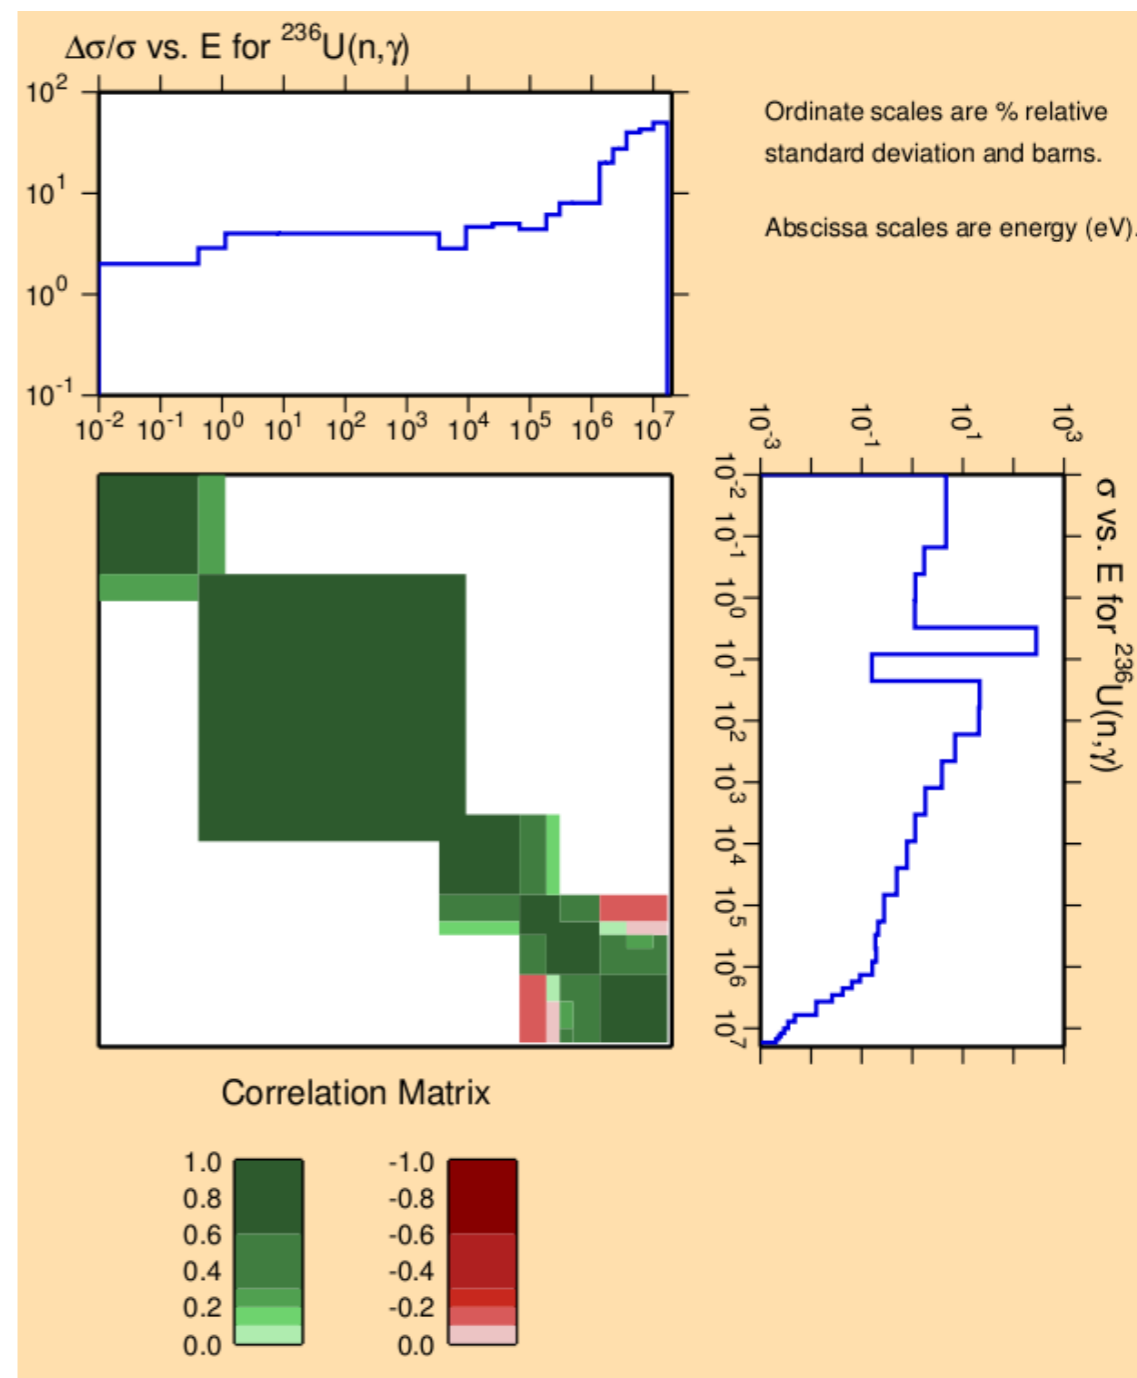 Δσ/σ vs. E for ²³⁶U(n,γ)
Ordinate scales are % relative
standard deviation and barns.
Abscissa scales are energy (eV).
10² 10¹ 10⁰ 10⁻¹
10⁻² 10⁻¹ 10⁰ 10¹ 10² 10³ 10⁴ 10⁵ 10⁶ 10⁷
10⁻³ 10⁻¹ 10¹ 10³
10⁻² 10⁻¹ 10⁰ 10¹ 10² 10³ 10⁴ 10⁵ 10⁶ 10⁷
σ vs. E for ²³⁶U(n,γ)
Correlation Matrix
1.0 -1.0
0.8 -0.8
0.6 -0.6
0.4 -0.4
0.2 -0.2
0.0 0.0